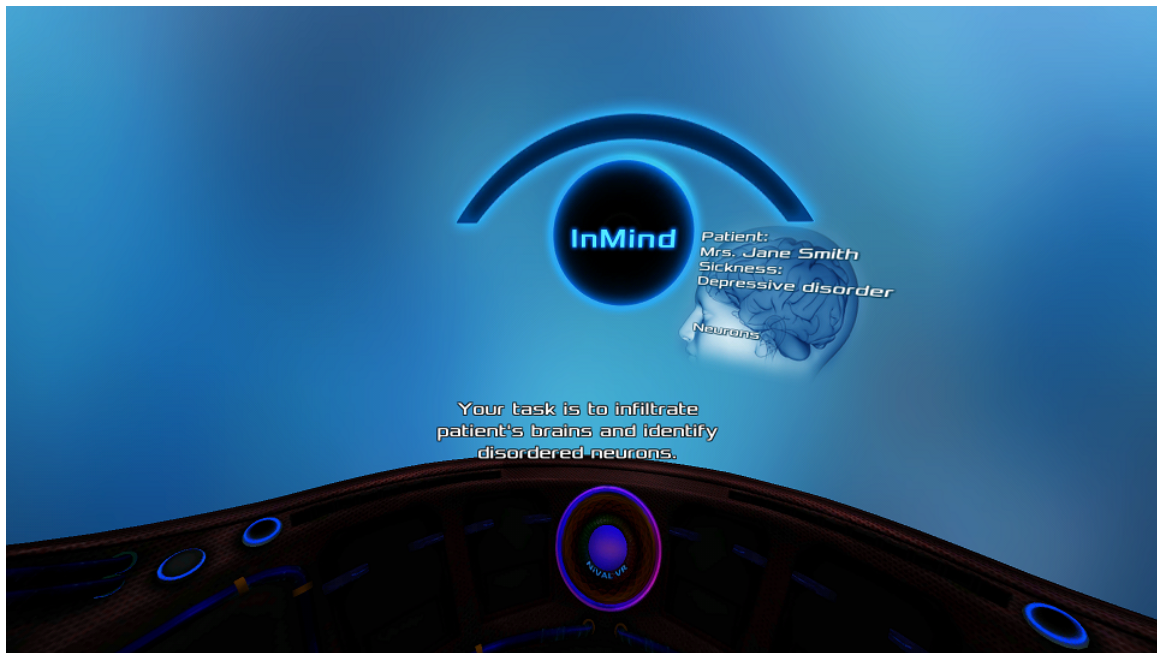 InMind
Patient:
Mrs. Jane Smith
Sickness:
Depressive disorder
Neurons
Your task is to infiltrate
patient's brains and identify
disordered neurons.
NIVAL VR